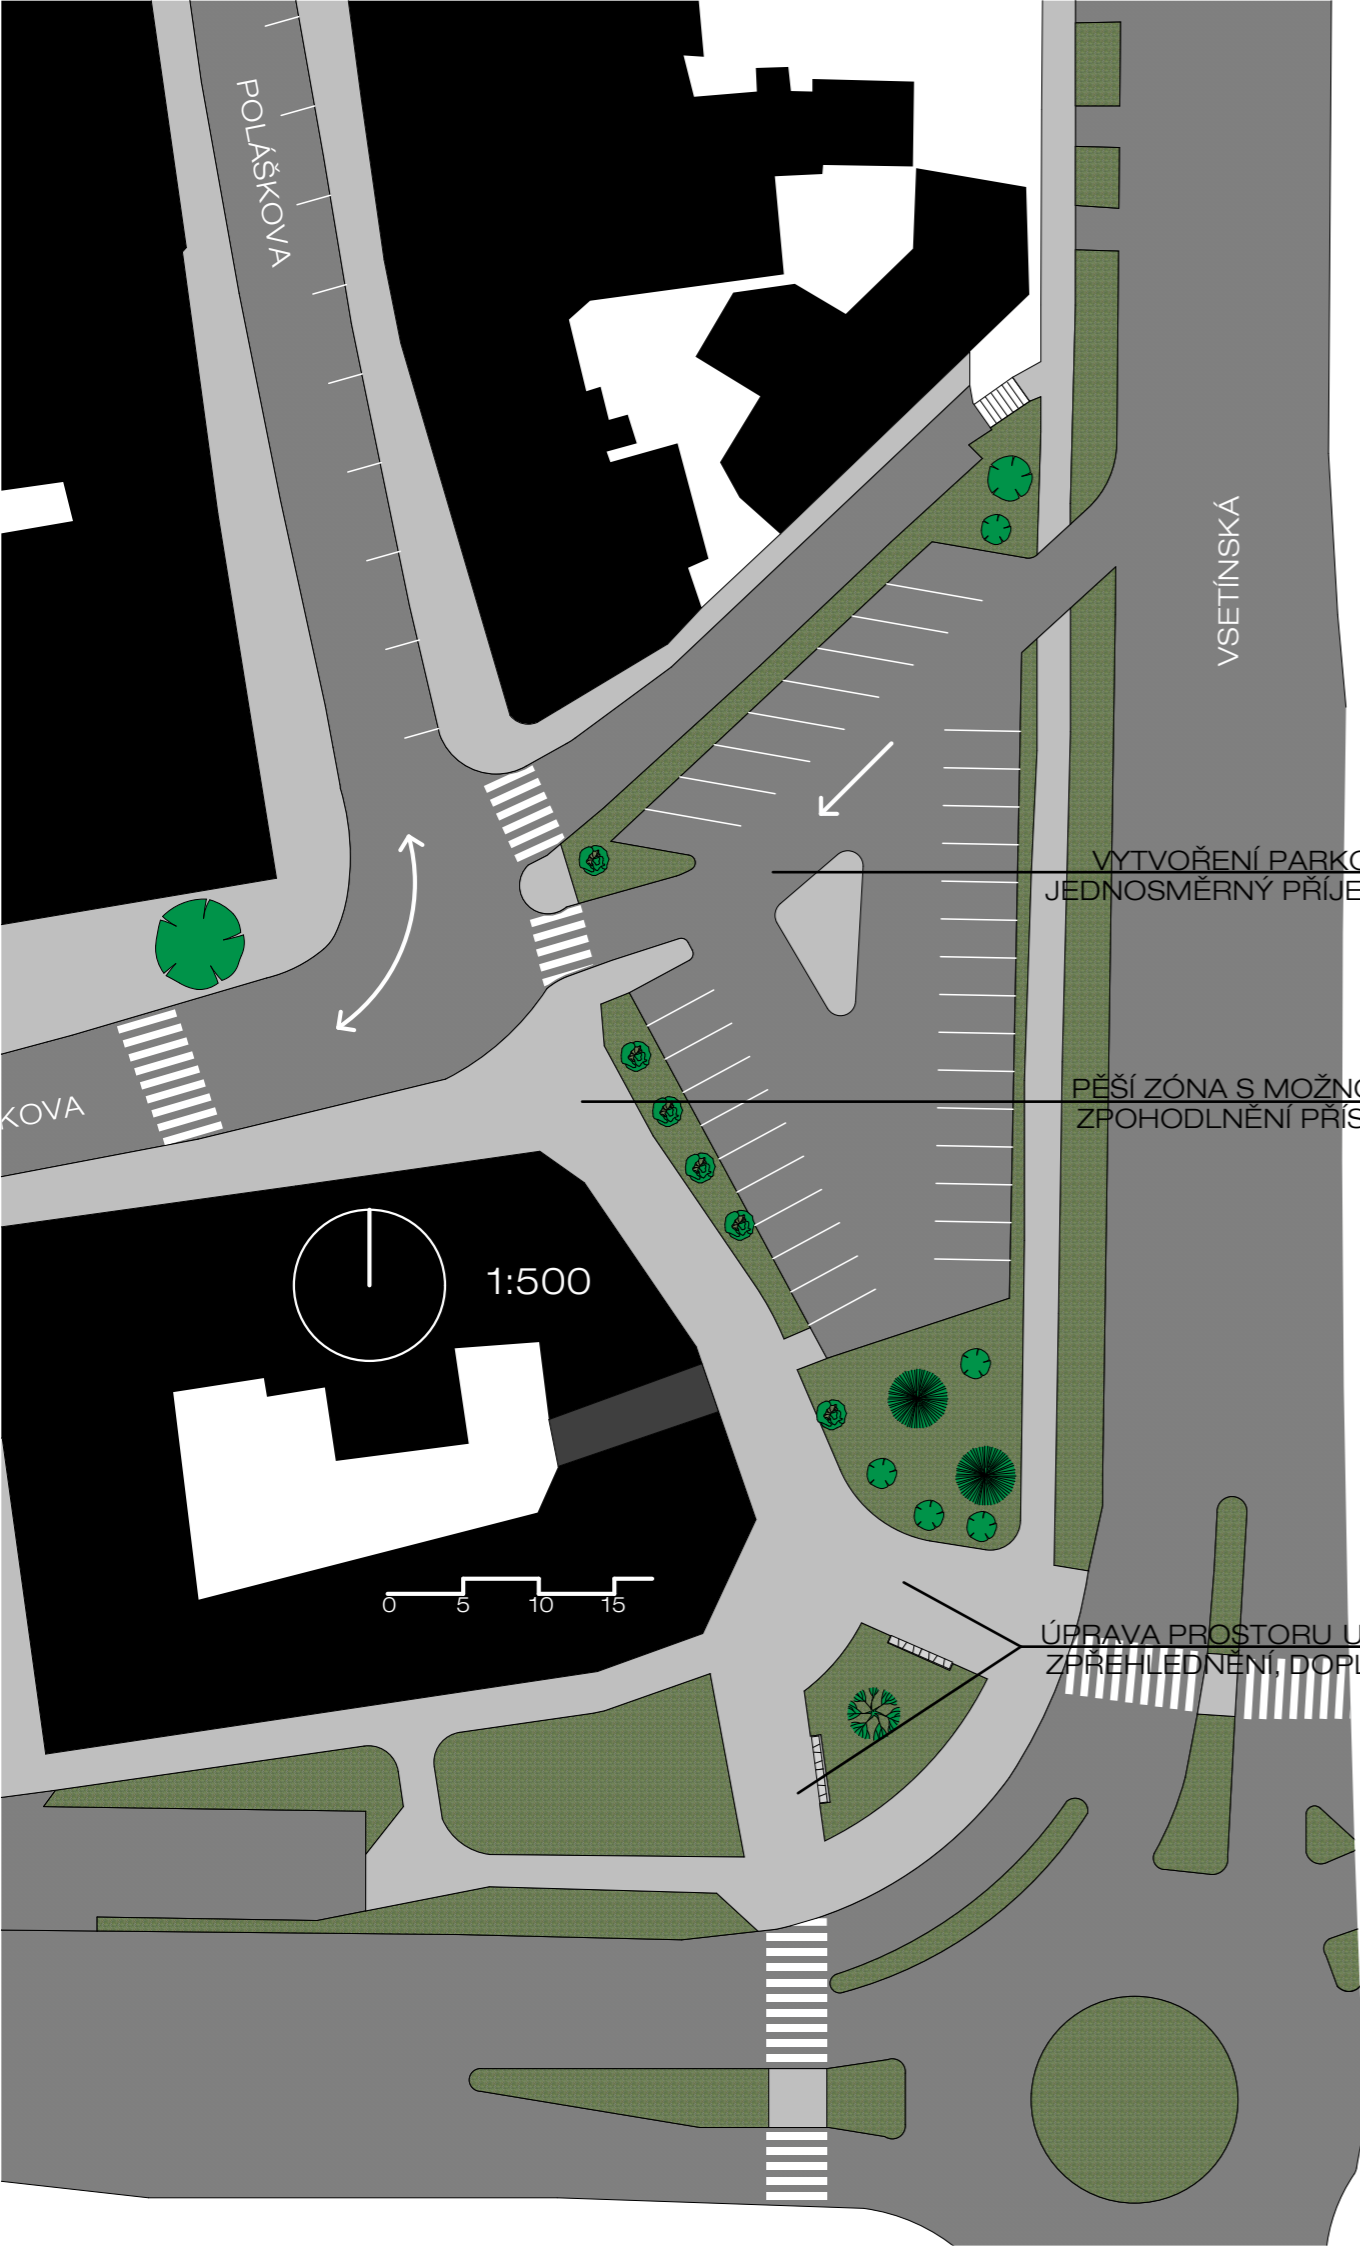 POLÁŠKOVA
VSETÍNSKÁ
VYTVOŘENÍ PARKO
JEDNOSMĚRNÝ PŘÍJE
PĚŠÍ ZÓNA S MOŽNO
ZPOHODLNĚNÍ PŘÍS
KOVA
1:500
0 5 10 15
ÚPRAVA PROSTORU U
ZPŘEHLEDNĚNÍ, DOPL